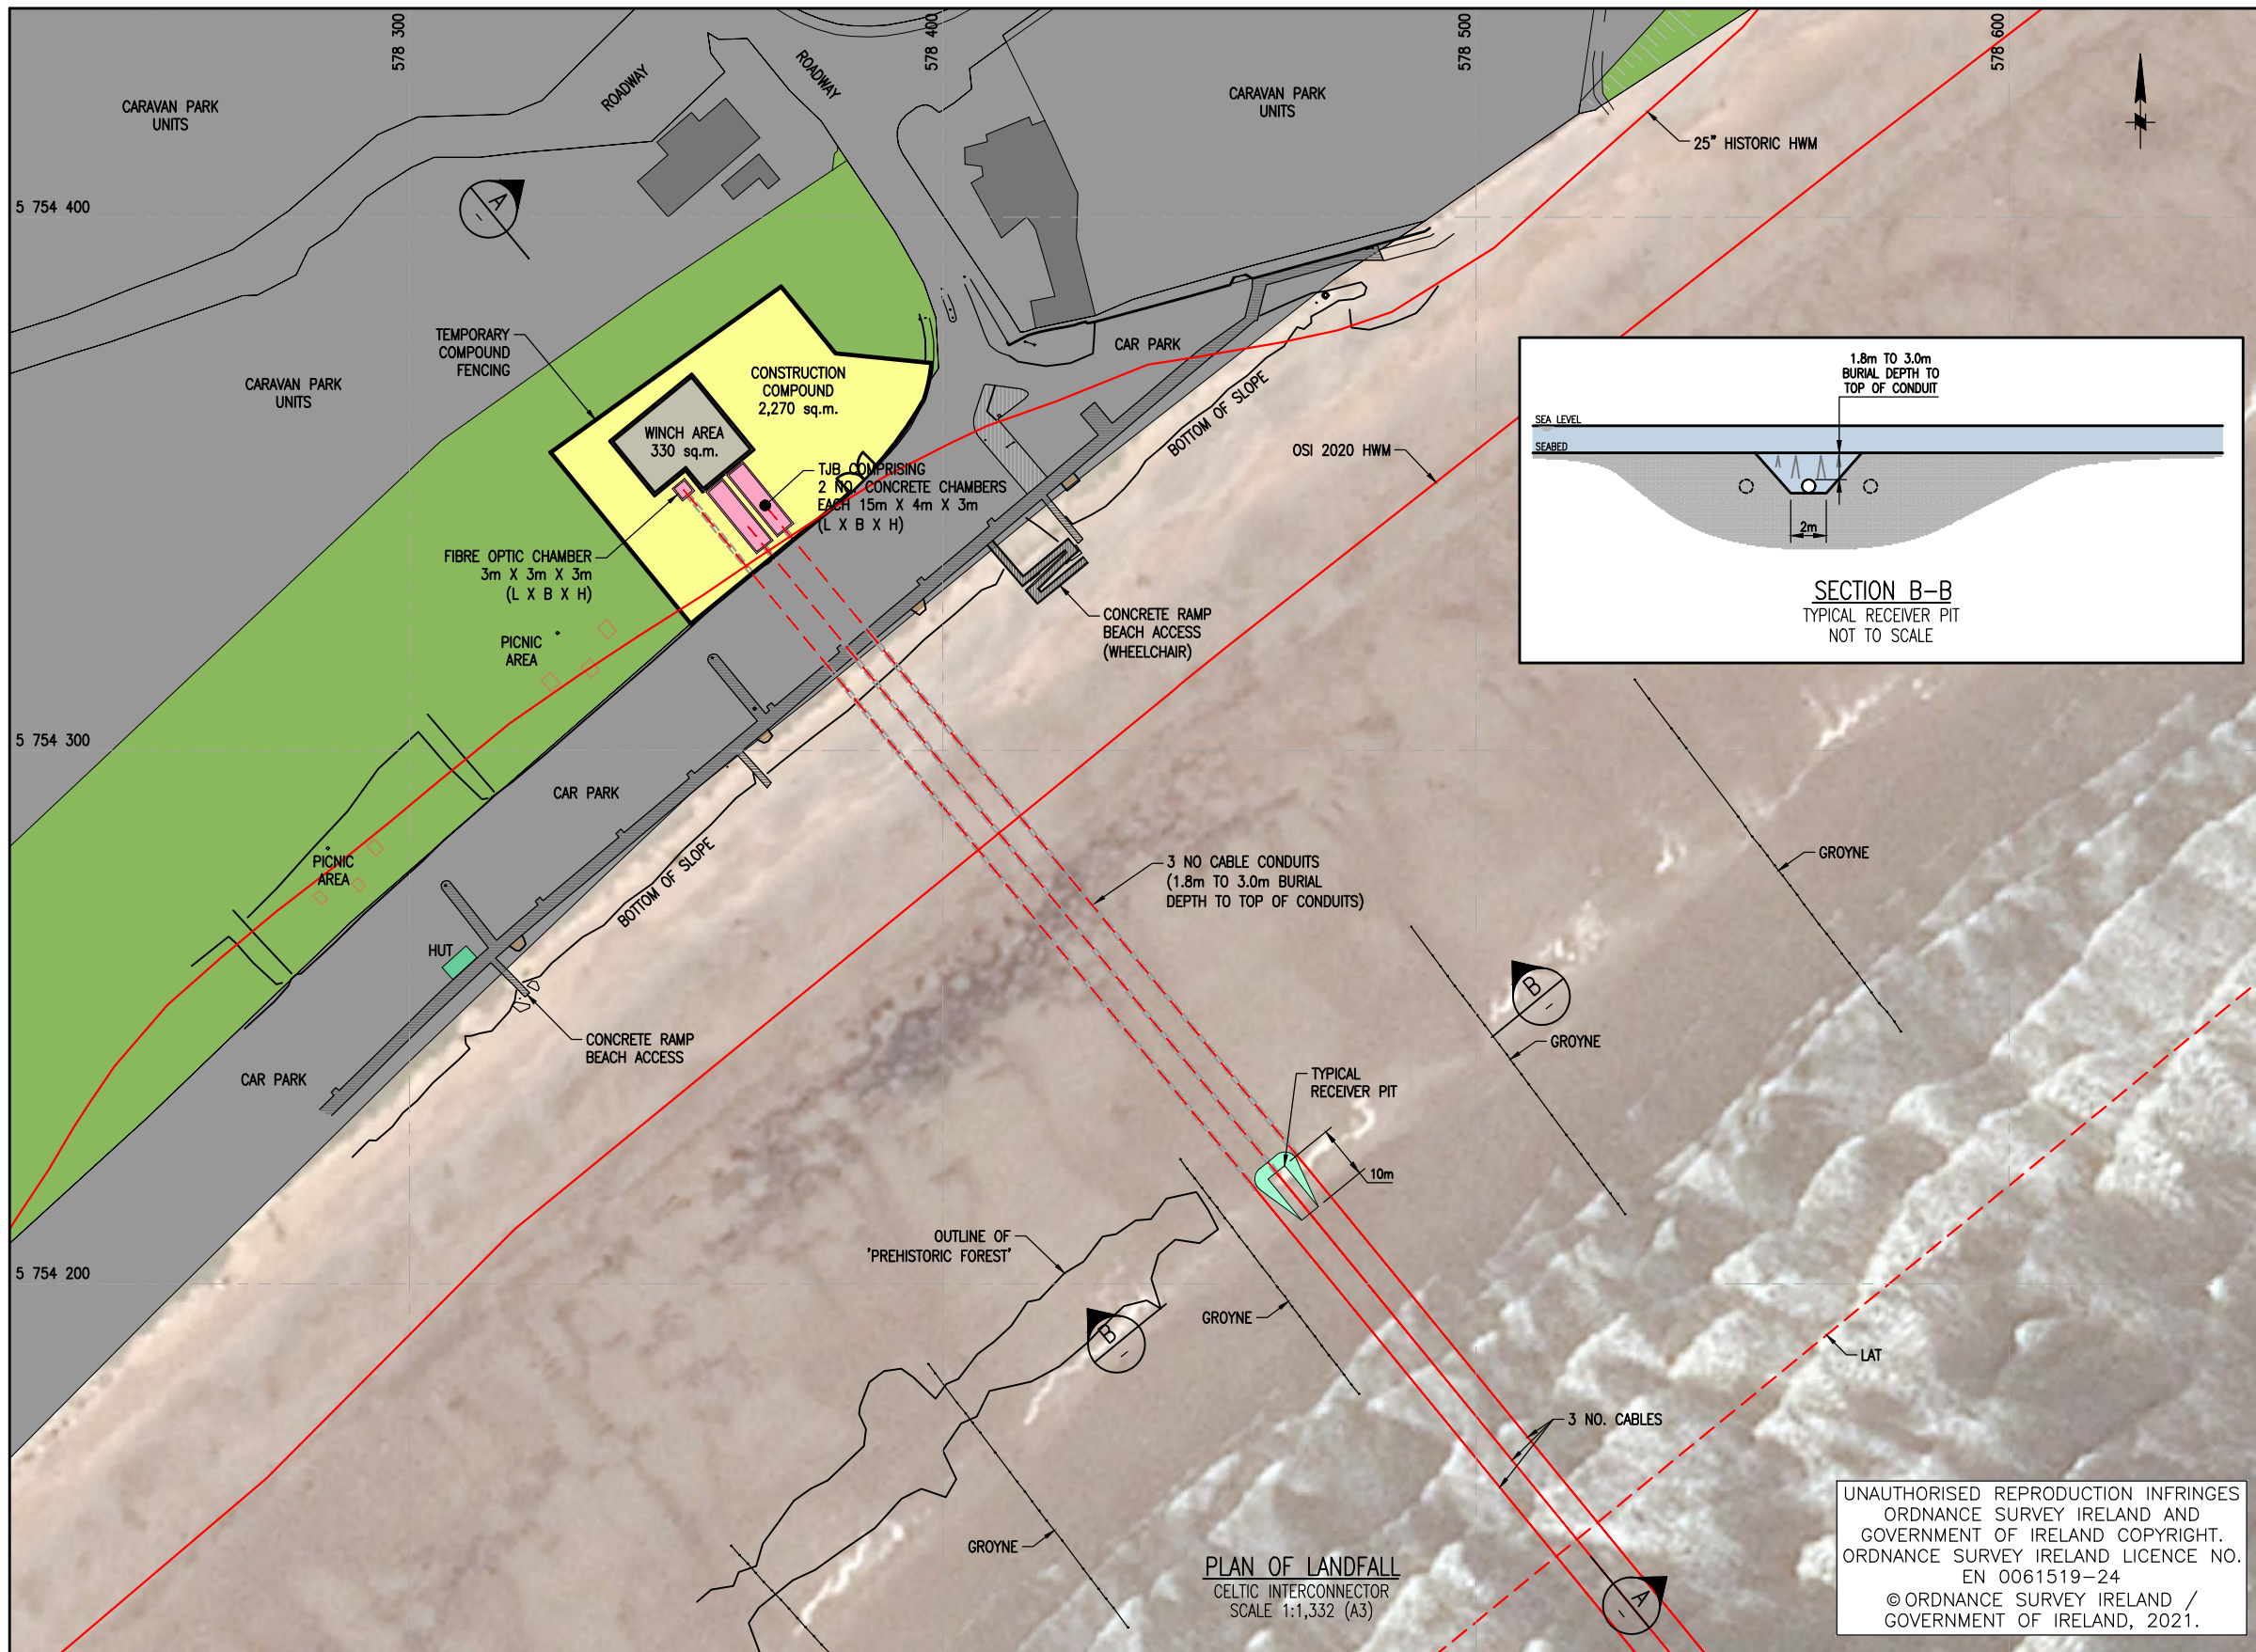 578 300
578 400
578 500
578 600
CARAVAN PARK
UNITS
ROADWAY
ROADWAY
CARAVAN PARK
UNITS
25" HISTORIC HWM
5 754 400
A
-
TEMPORARY
COMPOUND
FENCING
CARAVAN PARK
UNITS
CONSTRUCTION
COMPOUND
2,270 sq.m.
CAR PARK
BOTTOM OF SLOPE
WINCH AREA
330 sq.m.
OSI 2020 HWM
TJB COMPRISING
2 NO. CONCRETE CHAMBERS
EACH 15m X 4m X 3m
(L X B X H)
FIBRE OPTIC CHAMBER
3m X 3m X 3m
(L X B X H)
PICNIC
AREA
CONCRETE RAMP
BEACH ACCESS
(WHEELCHAIR)
1.8m TO 3.0m
BURIAL DEPTH TO
TOP OF CONDUIT
SEA LEVEL
SEABED
2m
SECTION B-B
TYPICAL RECEIVER PIT
NOT TO SCALE
5 754 300
CAR PARK
PICNIC
AREA
BOTTOM OF SLOPE
3 NO CABLE CONDUITS
(1.8m TO 3.0m BURIAL
DEPTH TO TOP OF CONDUITS)
GROYNE
HUT
B
-
GROYNE
CONCRETE RAMP
BEACH ACCESS
CAR PARK
TYPICAL
RECEIVER PIT
10m
OUTLINE OF
'PREHISTORIC FOREST'
5 754 200
GROYNE
B
-
LAT
3 NO. CABLES
GROYNE
A
-
PLAN OF LANDFALL
CELTIC INTERCONNECTOR
SCALE 1:1,332 (A3)
UNAUTHORISED REPRODUCTION INFRINGES
ORDNANCE SURVEY IRELAND AND
GOVERNMENT OF IRELAND COPYRIGHT.
ORDNANCE SURVEY IRELAND LICENCE NO.
EN 0061519-24
© ORDNANCE SURVEY IRELAND /
GOVERNMENT OF IRELAND, 2021.